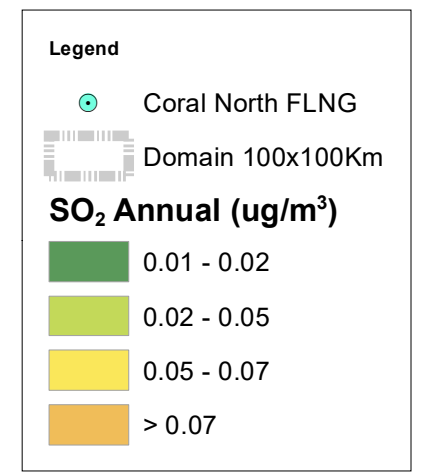 Legend
Coral North FLNG
Domain 100x100Km
SO₂ Annual (ug/m³)
0.01 - 0.02
0.02 - 0.05
0.05 - 0.07
> 0.07